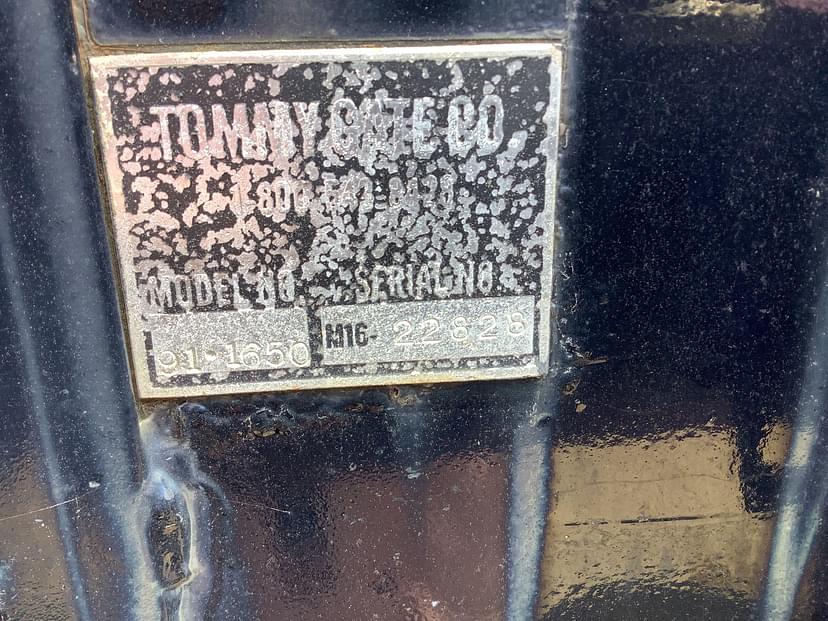 TOMMY GATE CO
MODEL NO. SERIAL NO.
91-1650 M16-22828